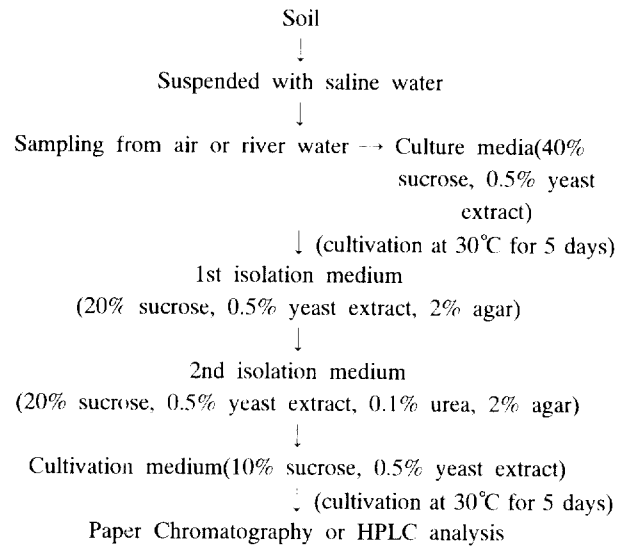 Soil
↓
Suspended with saline water
↓
Sampling from air or river water → Culture media(40%
sucrose, 0.5% yeast
extract)
↓ (cultivation at 30℃ for 5 days)
1st isolation medium
(20% sucrose, 0.5% yeast extract, 2% agar)
↓
2nd isolation medium
(20% sucrose, 0.5% yeast extract, 0.1% urea, 2% agar)
↓
Cultivation medium(10% sucrose, 0.5% yeast extract)
↓ (cultivation at 30℃ for 5 days)
Paper Chromatography or HPLC analysis